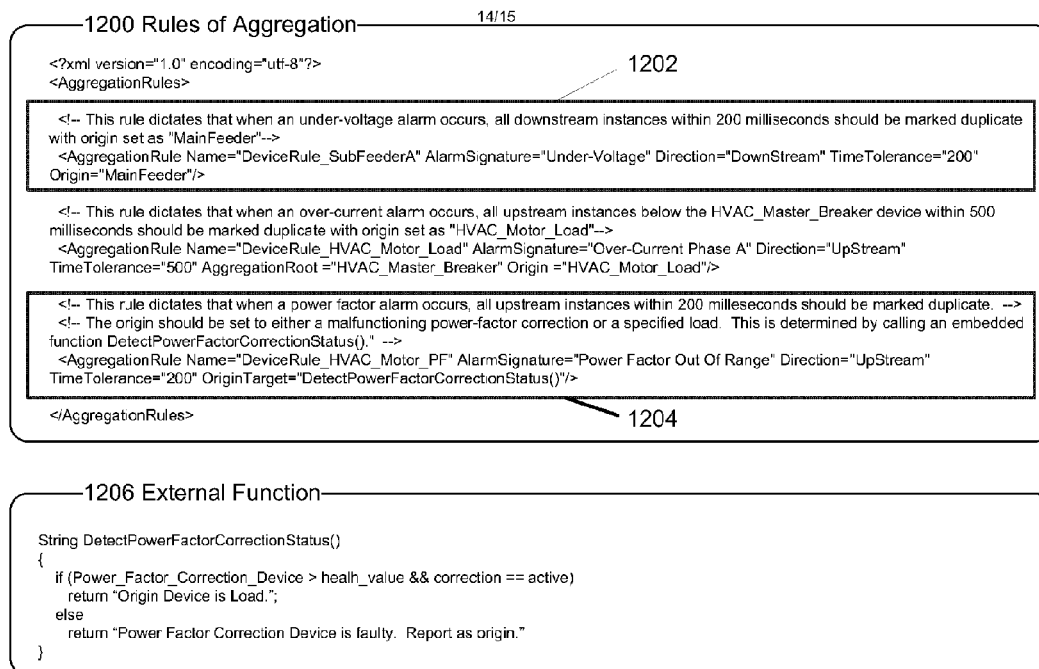 14/15
1200 Rules of Aggregation
<?xml version="1.0" encoding="utf-8"?>
1202
<AggregationRules>
<!-- This rule dictates that when an under-voltage alarm occurs, all downstream instances within 200 milliseconds should be marked duplicate
with origin set as "MainFeeder"-->
<AggregationRule Name="DeviceRule_SubFeederA" AlarmSignature="Under-Voltage" Direction="DownStream" TimeTolerance="200"
Origin="MainFeeder"/>
<!-- This rule dictates that when an over-current alarm occurs, all upstream instances below the HVAC_Master_Breaker device within 500
milliseconds should be marked duplicate with origin set as "HVAC_Motor_Load"-->
<AggregationRule Name="DeviceRule_HVAC_Motor_Load" AlarmSignature="Over-Current Phase A" Direction="UpStream"
TimeTolerance="500" AggregationRoot ="HVAC_Master_Breaker" Origin ="HVAC_Motor_Load"/>
<!-- This rule dictates that when a power factor alarm occurs, all upstream instances within 200 milleseconds should be marked duplicate. -->
<!-- The origin should be set to either a malfunctioning power-factor correction or a specified load. This is determined by calling an embedded
function DetectPowerFactorCorrectionStatus()." -->
<AggregationRule Name="DeviceRule_HVAC_Motor_PF" AlarmSignature="Power Factor Out Of Range" Direction="UpStream"
TimeTolerance="200" OriginTarget="DetectPowerFactorCorrectionStatus()"/>
</AggregationRules>
1204
1206 External Function
String DetectPowerFactorCorrectionStatus()
{
if (Power_Factor_Correction_Device > healh_value && correction == active)
return “Origin Device is Load.”;
else
return “Power Factor Correction Device is faulty. Report as origin.”
}